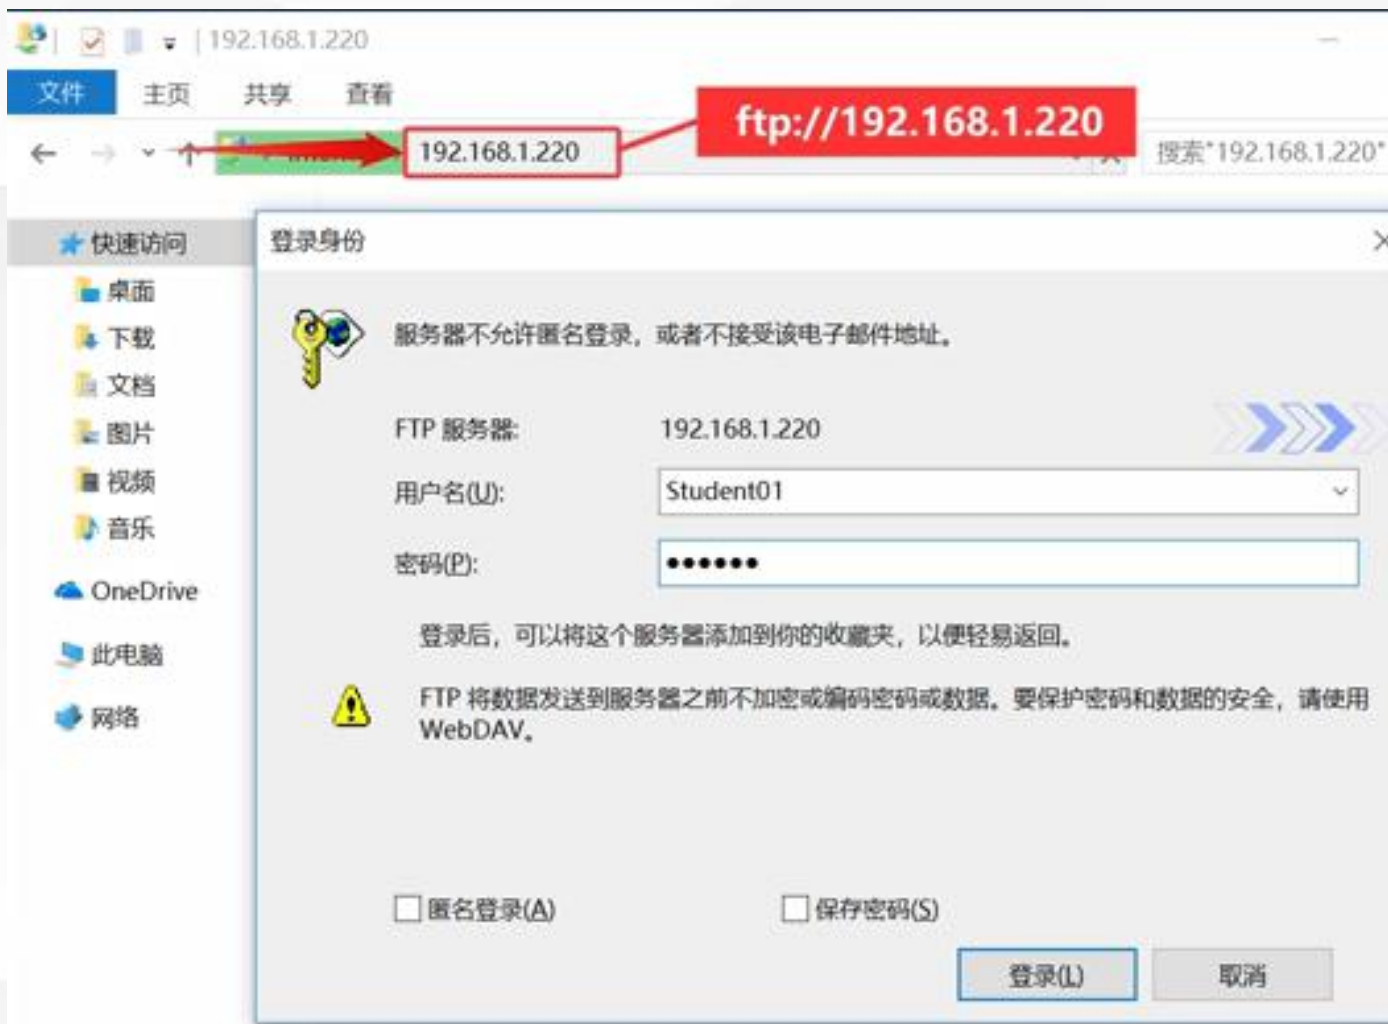 192.168.1.220
文件 主页 共享 查看
192.168.1.220
ftp://192.168.1.220
搜索"192.168.1.220"
快速访问
桌面
下载
文档
图片
视频
音乐
OneDrive
此电脑
网络
登录身份
服务器不允许匿名登录，或者不接受该电子邮件地址。
FTP 服务器: 192.168.1.220
用户名(U): Student01
密码(P): ••••••
登录后，可以将这个服务器添加到你的收藏夹，以便轻易返回。
FTP 将数据发送到服务器之前不加密或编码密码或数据。要保护密码和数据的安全，请使用
WebDAV。
匿名登录(A) 保存密码(S)
登录(L) 取消